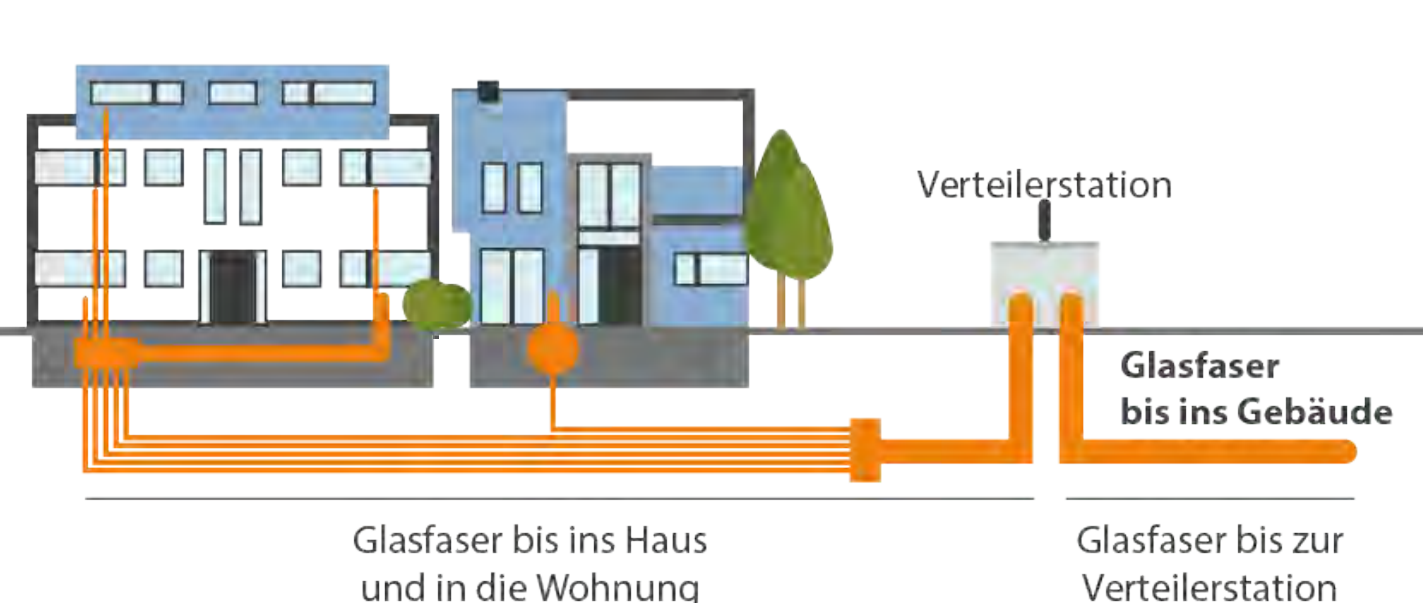 Verteilerstation
Glasfaser
bis ins Gebäude
Glasfaser bis ins Haus
und in die Wohnung
Glasfaser bis zur
Verteilerstation